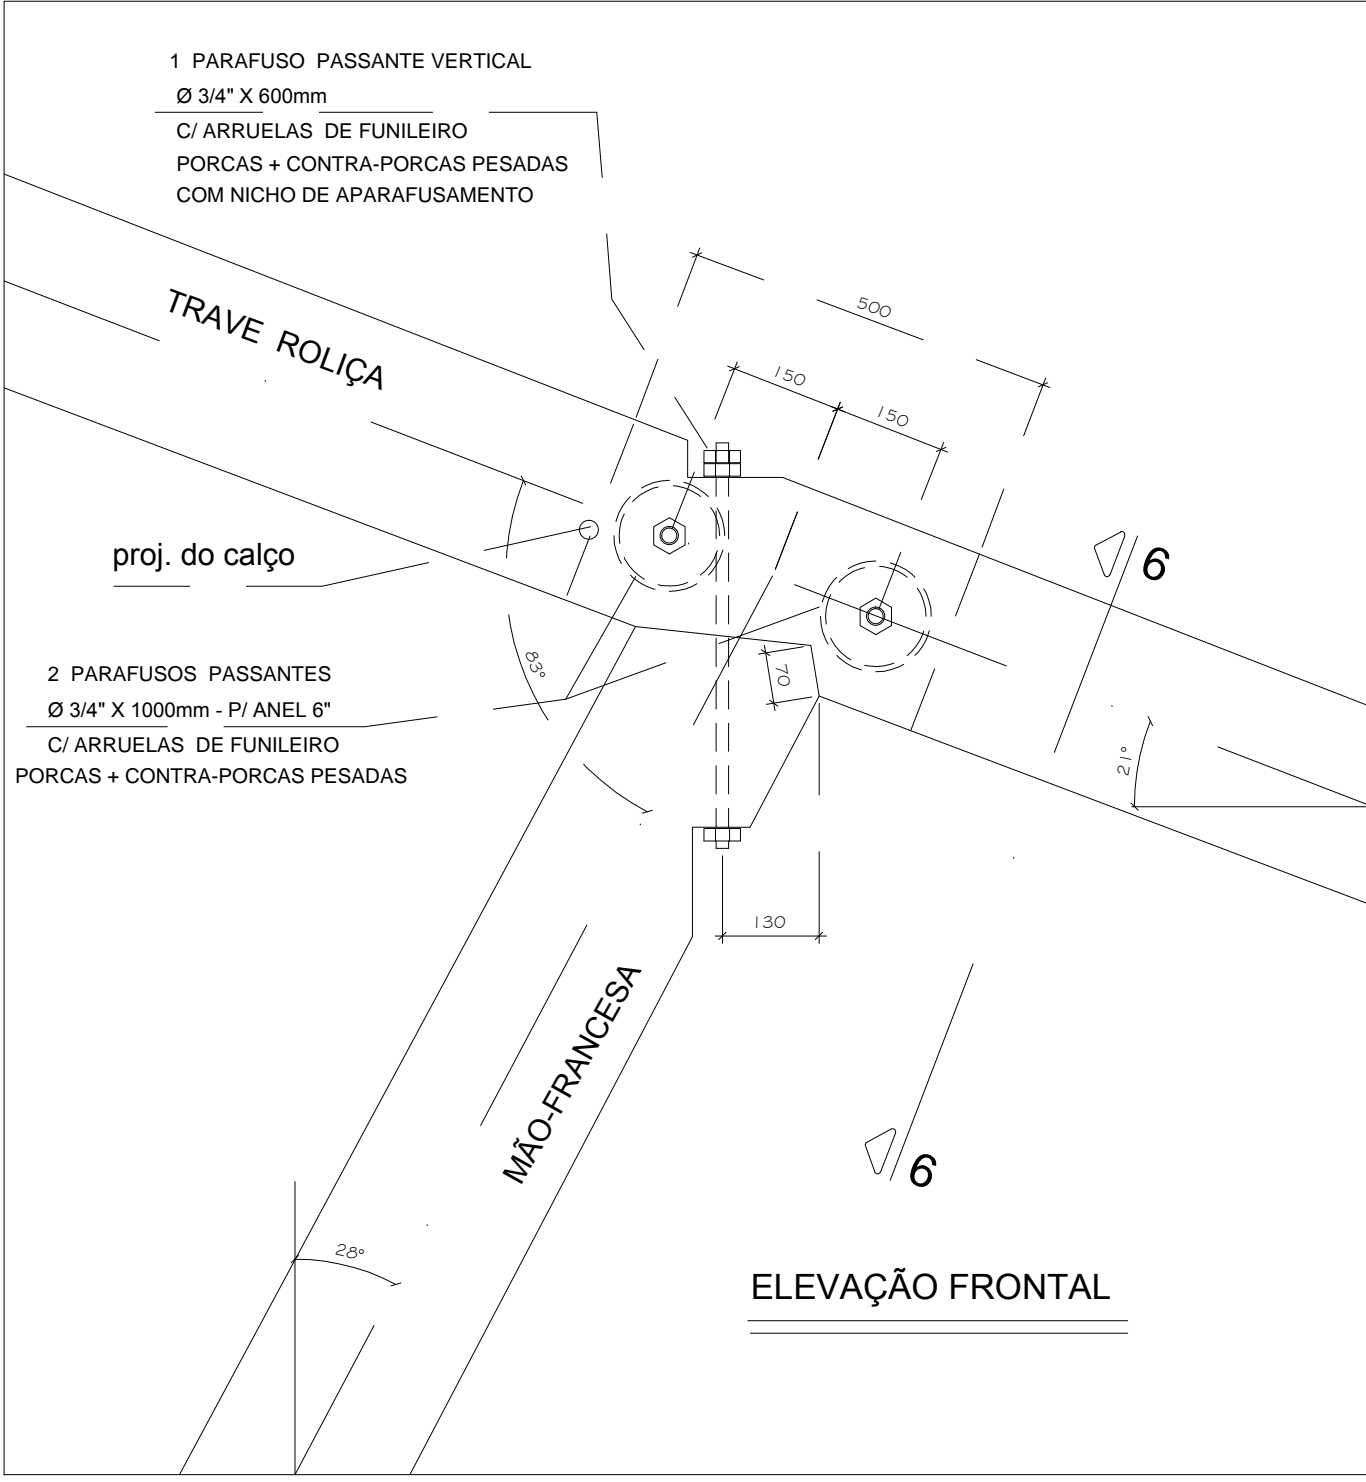 1 PARAFUSO PASSANTE VERTICAL
Ø 3/4" X 600mm
C/ ARRUELAS DE FUNILEIRO
PORCAS + CONTRA-PORCAS PESADAS
COM NICHO DE APARAFUSAMENTO
TRAVE ROLIÇA
500
150
150
proj. do calço
6
2 PARAFUSOS PASSANTES
Ø 3/4" X 1000mm - P/ ANEL 6"
C/ ARRUELAS DE FUNILEIRO
PORCAS + CONTRA-PORCAS PESADAS
83°
70
21°
130
MÃO-FRANCESA
6
28°
ELEVAÇÃO FRONTAL